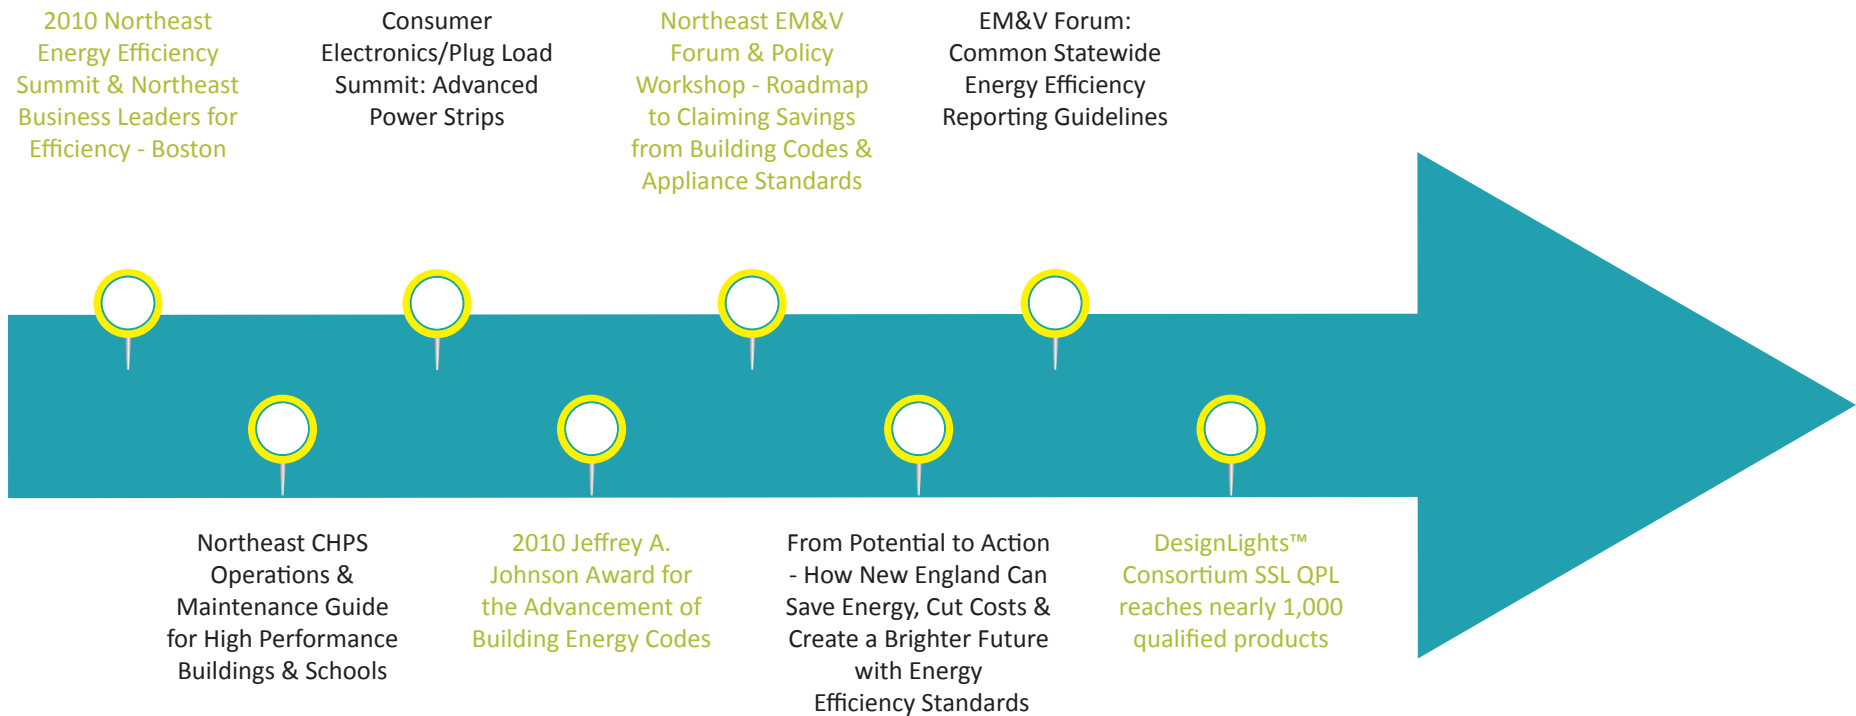 2010 Northeast
Energy Efficiency
Summit & Northeast
Business Leaders for
Efficiency - Boston
Consumer
Electronics/Plug Load
Summit: Advanced
Power Strips
Northeast EM&V
Forum & Policy
Workshop - Roadmap
to Claiming Savings
from Building Codes &
Appliance Standards
EM&V Forum:
Common Statewide
Energy Efficiency
Reporting Guidelines
Northeast CHPS
Operations &
Maintenance Guide
for High Performance
Buildings & Schools
2010 Jeffrey A.
Johnson Award for
the Advancement of
Building Energy Codes
From Potential to Action
- How New England Can
Save Energy, Cut Costs &
Create a Brighter Future
with Energy
Efficiency Standards
DesignLights™
Consortium SSL QPL
reaches nearly 1,000
qualified products